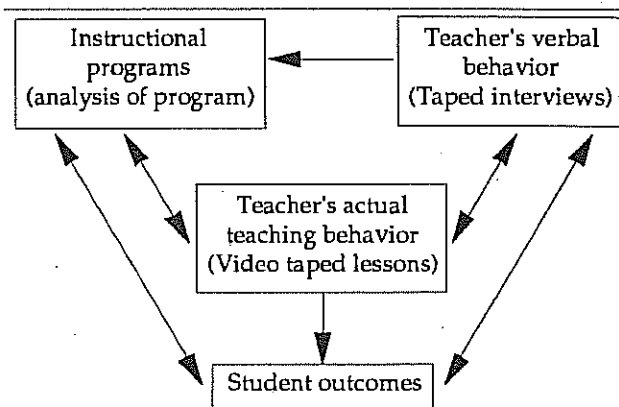 Instructional
programs
(analysis of program)
Teacher's verbal
behavior
(Taped interviews)
Teacher's actual
teaching behavior
(Video taped lessons)
Student outcomes